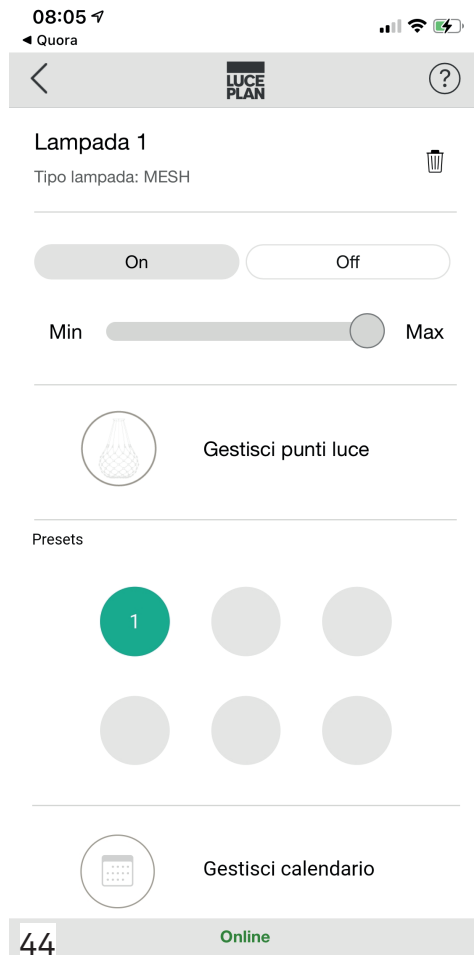 08:05
◀ Quora
LUCE
PLAN
?
Lampada 1
Tipo lampada: MESH
On Off
Min Max
Gestisci punti luce
Presets
1
Gestisci calendario
44
Online